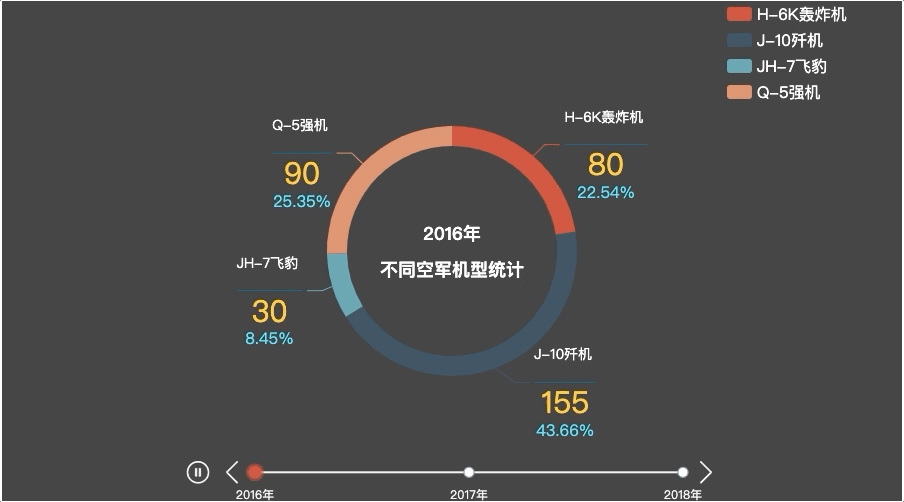 H-6K轰炸机
J-10歼机
JH-7飞豹
Q-5强机
Q-5强机
90
25.35%
H-6K轰炸机
80
22.54%
2016年
不同空军机型统计
JH-7飞豹
30
8.45%
J-10歼机
155
43.66%
2016年
2017年
2018年